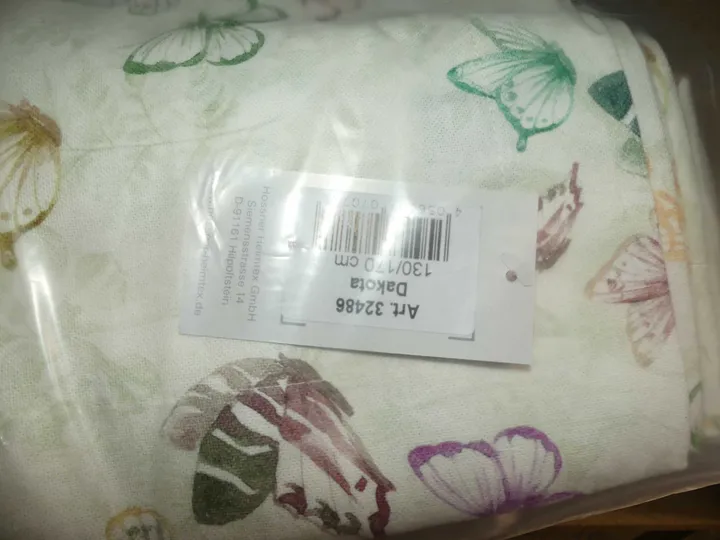 Art. 32486
Dakota
130/170 cm
Hossner Heimtex GmbH
Siemensstrasse 14
D-91161 Hilpoltstein